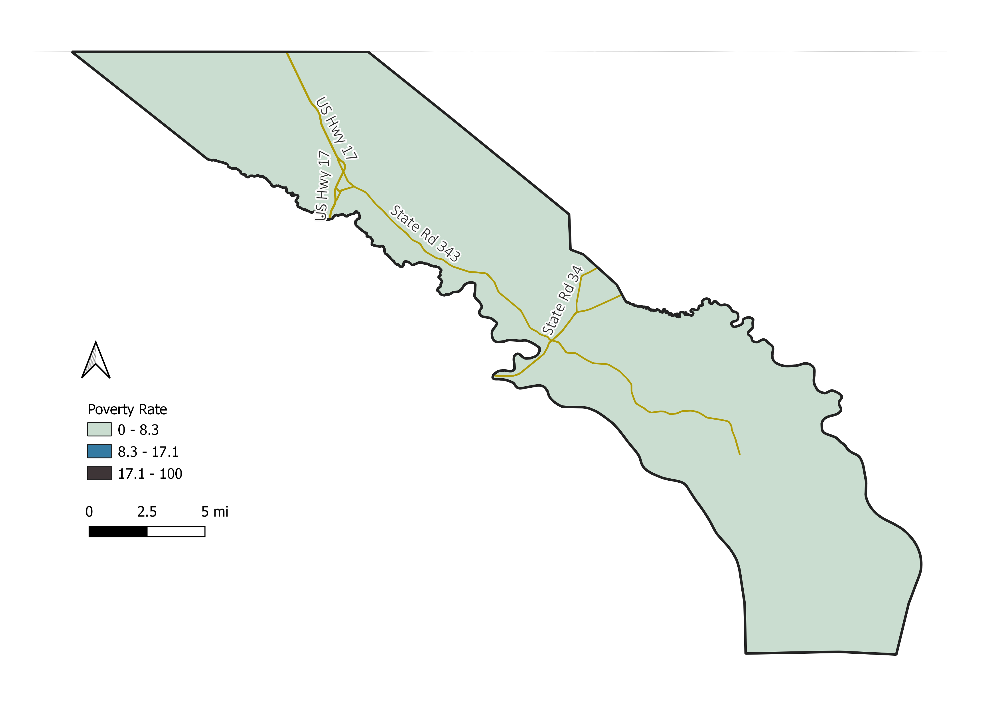 US Hwy 17
US Hwy 17
State Rd 343
State Rd 34
Poverty Rate
0 - 8.3
8.3 - 17.1
17.1 - 100
0 2.5 5 mi